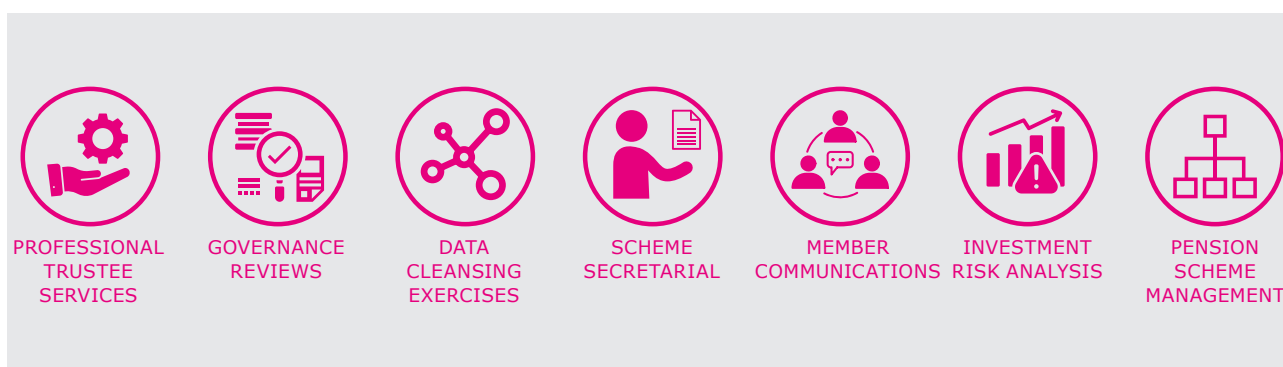 PROFESSIONAL
TRUSTEE
SERVICES
GOVERNANCE
REVIEWS
DATA
CLEANSING
EXERCISES
SCHEME
SECRETARIAL
MEMBER
COMMUNICATIONS
INVESTMENT
RISK ANALYSIS
PENSION
SCHEME
MANAGEMENT